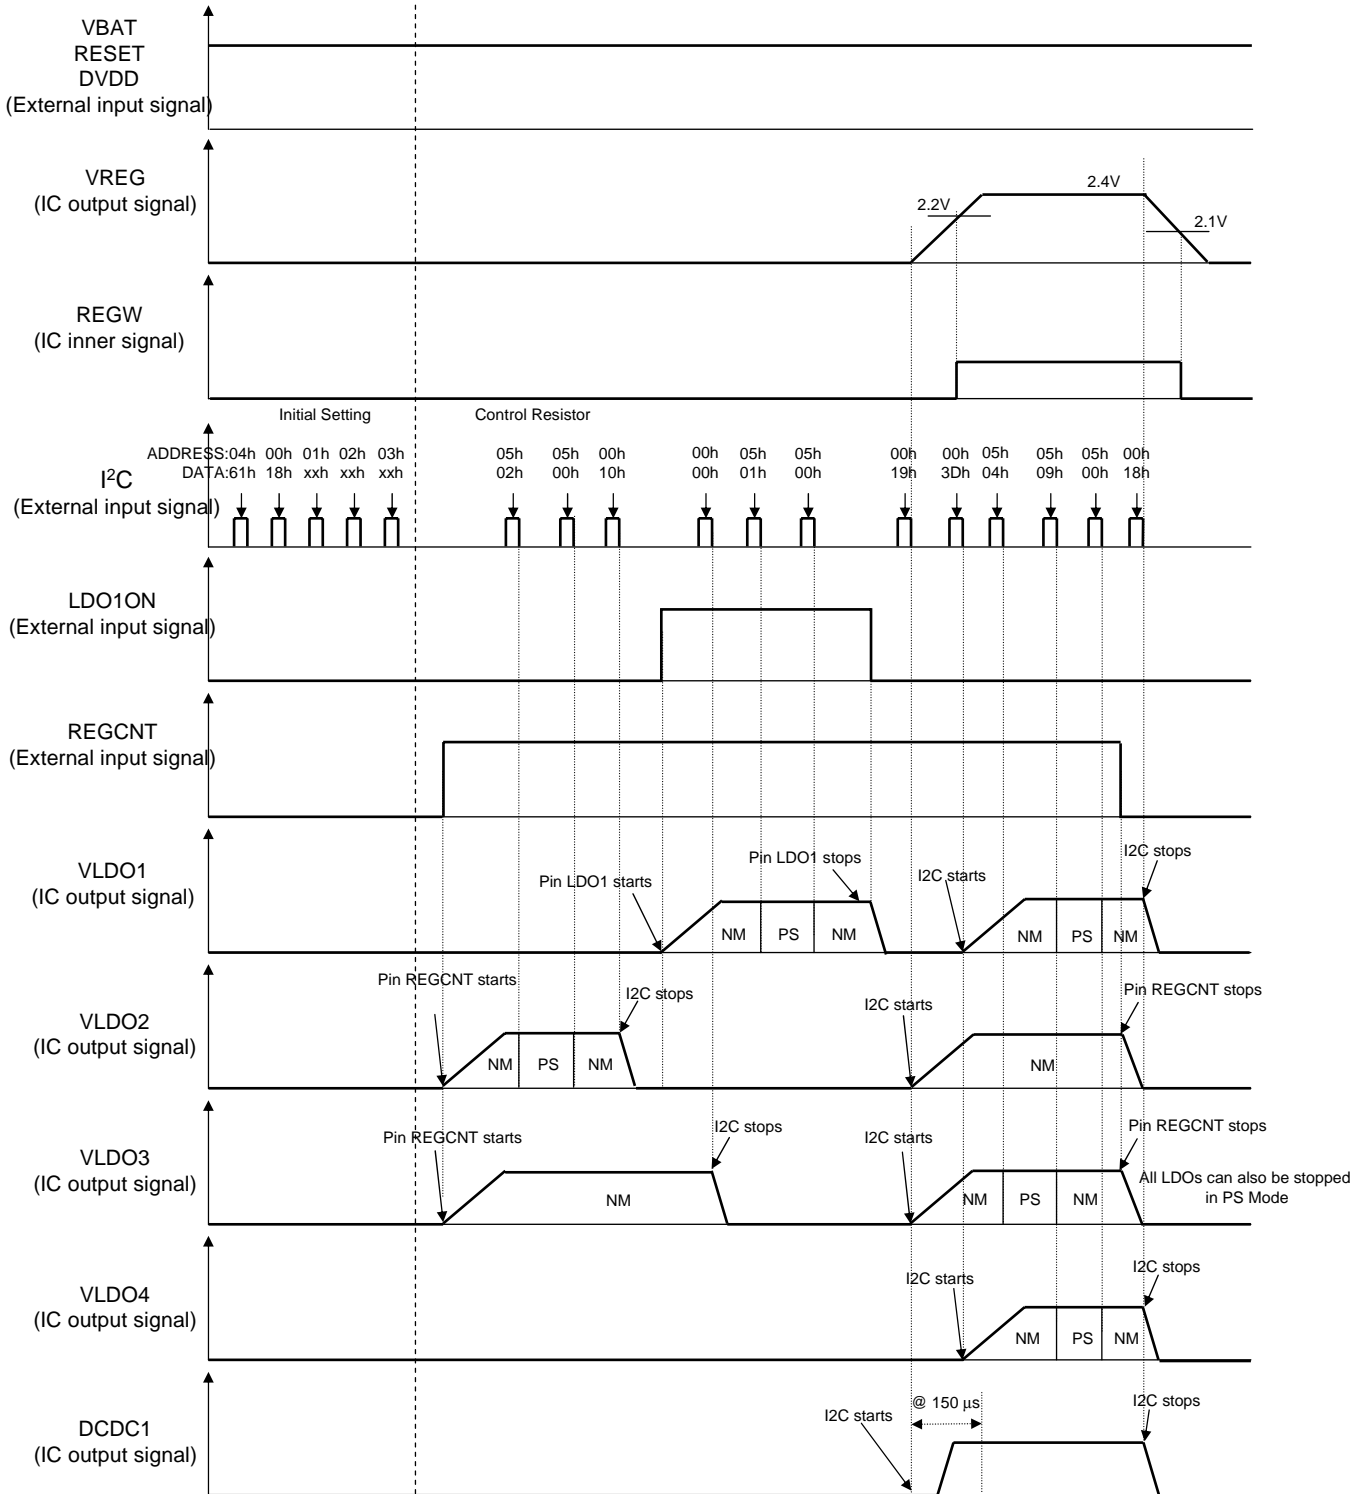 VBAT
RESET
DVDD
(External input signal)
VREG
(IC output signal)
2.2V
2.4V
2.1V
REGW
(IC inner signal)
Initial Setting
Control Resistor
I²C
(External input signal)
ADDRESS:04h 00h 01h 02h 03h 05h 05h 00h 00h 05h 05h 00h 00h 05h 05h 05h 00h
DATA:61h 18h xxh xxh xxh 02h 00h 10h 00h 01h 00h 19h 3Dh 04h 09h 00h 18h
LDO1ON
(External input signal)
REGCNT
(External input signal)
VLDO1
(IC output signal)
Pin LDO1 starts
Pin LDO1 stops
I2C starts
I2C stops
NM PS NM NM PS NM
VLDO2
(IC output signal)
Pin REGCNT starts
I2C stops
I2C starts
Pin REGCNT stops
NM PS NM NM
VLDO3
(IC output signal)
Pin REGCNT starts
I2C stops
I2C starts
Pin REGCNT stops
NM NM PS NM
All LDOs can also be stopped
in PS Mode
VLDO4
(IC output signal)
I2C starts
I2C stops
NM PS NM
DCDC1
(IC output signal)
I2C starts
@ 150 µs
I2C stops